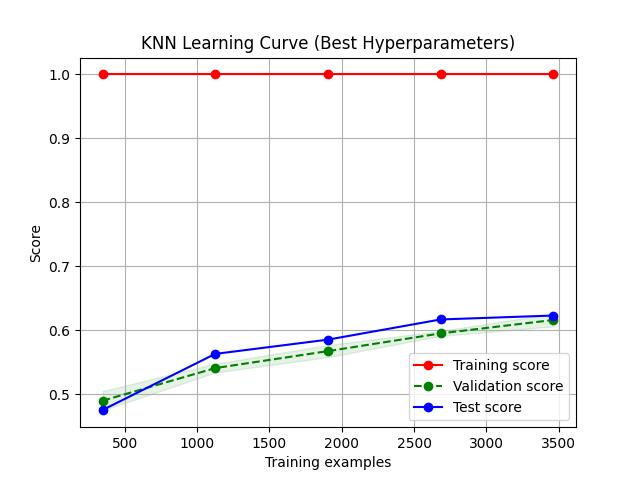 KNN Learning Curve (Best Hyperparameters)
1.0
0.9
0.8
0.7
0.6
0.5
Score
Training score
Validation score
Test score
500 1000 1500 2000 2500 3000 3500
Training examples